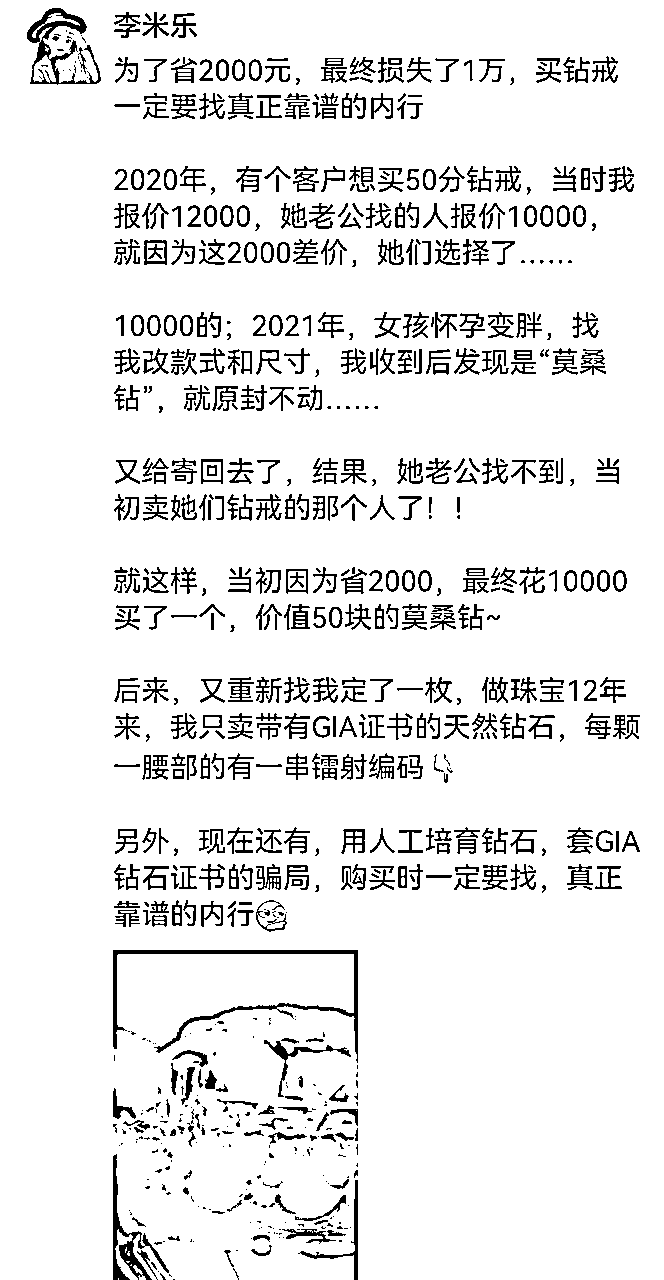 李米乐
为了省2000元，最终损失了1万，买钻戒
一定要找真正靠谱的内行
2020年，有个客户想买50分钻戒，当时我
报价12000，她老公找的人报价10000，
就因为这2000差价，她们选择了……
10000的；2021年，女孩怀孕变胖，找
我改款式和尺寸，我收到后发现是“莫桑
钻”，就原封不动……
又给寄回去了，结果，她老公找不到，当
初卖她们钻戒的那个人了！！
就这样，当初因为省2000，最终花10000
买了一个，价值50块的莫桑钻~
后来，又重新找我定了一枚，做珠宝12年
来，我只卖带有GIA证书的天然钻石，每颗
一腰部的有一串镭射编码👇
另外，现在还有，用人工培育钻石，套GIA
钻石证书的骗局，购买时一定要找，真正
靠谱的内行